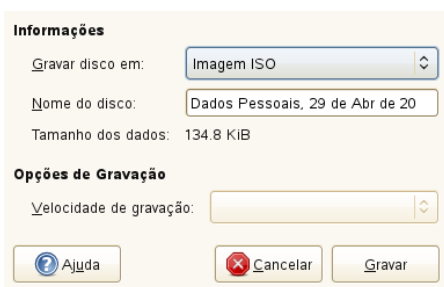 Informações
Gravar disco em: Imagem ISO
Nome do disco: Dados Pessoais, 29 de Abr de 20
Tamanho dos dados: 134.8 KiB
Opções de Gravação
Velocidade de gravação:
Ajuda Cancelar Gravar